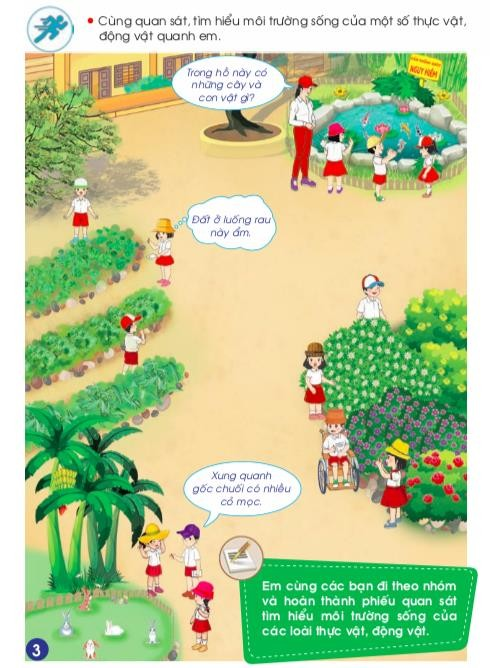 • Cùng quan sát, tìm hiểu môi trường sống của một số thực vật,
động vật quanh em.
Trong hồ này có
những cây và
con vật gì?
NGUY HIỂM
Đất ở luống rau
này ẩm.
Xung quanh
gốc chuối có nhiều
cỏ mọc.
Em cùng các bạn đi theo nhóm
và hoàn thành phiếu quan sát
tìm hiểu môi trường sống của
các loài thực vật, động vật.
3